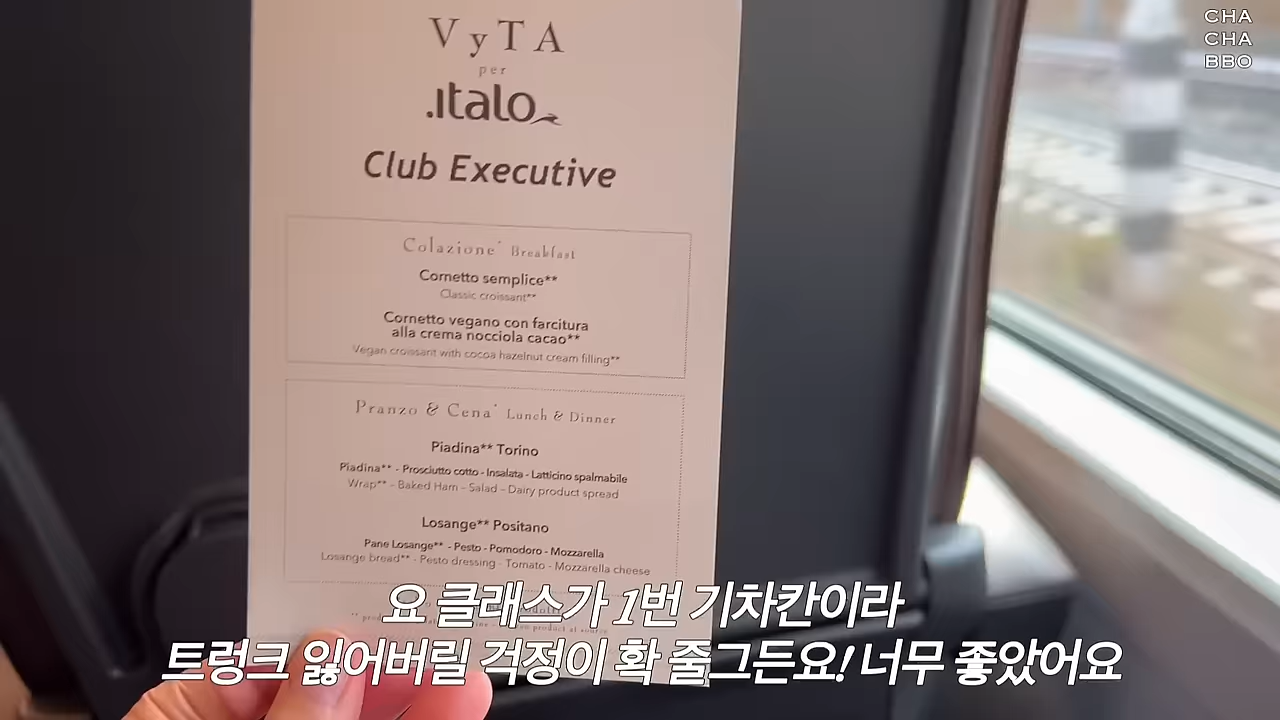 CHA
CHA
BBO
VyTA
per
.italo
Club Executive
Colazione* Breakfast
Cornetto semplice**
Classic croissant**
Cornetto vegano con farcitura
alla crema nocciola cacao**
Vegan croissant with cocoa hazelnut cream filling**
Pranzo & Cena* Lunch & Dinner
Piadina** Torino
Piadina** - Prosciutto cotto - Insalata - Latticino spalmabile
Wrap** - Baked Ham - Salad - Dairy product spread
Losange** Positano
Pane Losange** - Pesto - Pomodoro - Mozzarella
Losange bread** - Pesto dressing - Tomato - Mozzarella cheese
요 클래스가 1번 기차칸이라
트렁크 잃어버릴 걱정이 확 줄그든요! 너무 좋았어요